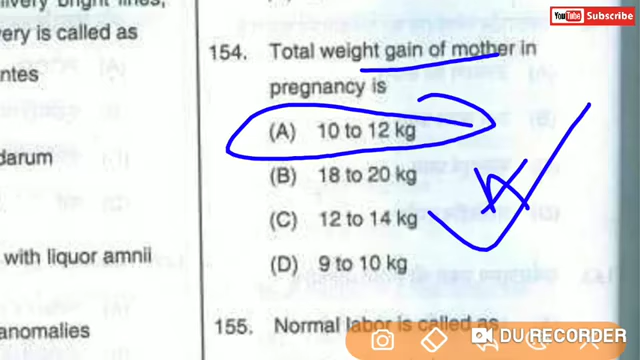 livery bright lines,
very is called as
antes
darum
with liquor amnii
anomalies
YouTube Subscribe
154. Total weight gain of mother in
pregnancy is
(A) 10 to 12 kg
(B) 18 to 20 kg
(C) 12 to 14 kg
(D) 9 to 10 kg
155. Normal labor is called as
DU RECORDER